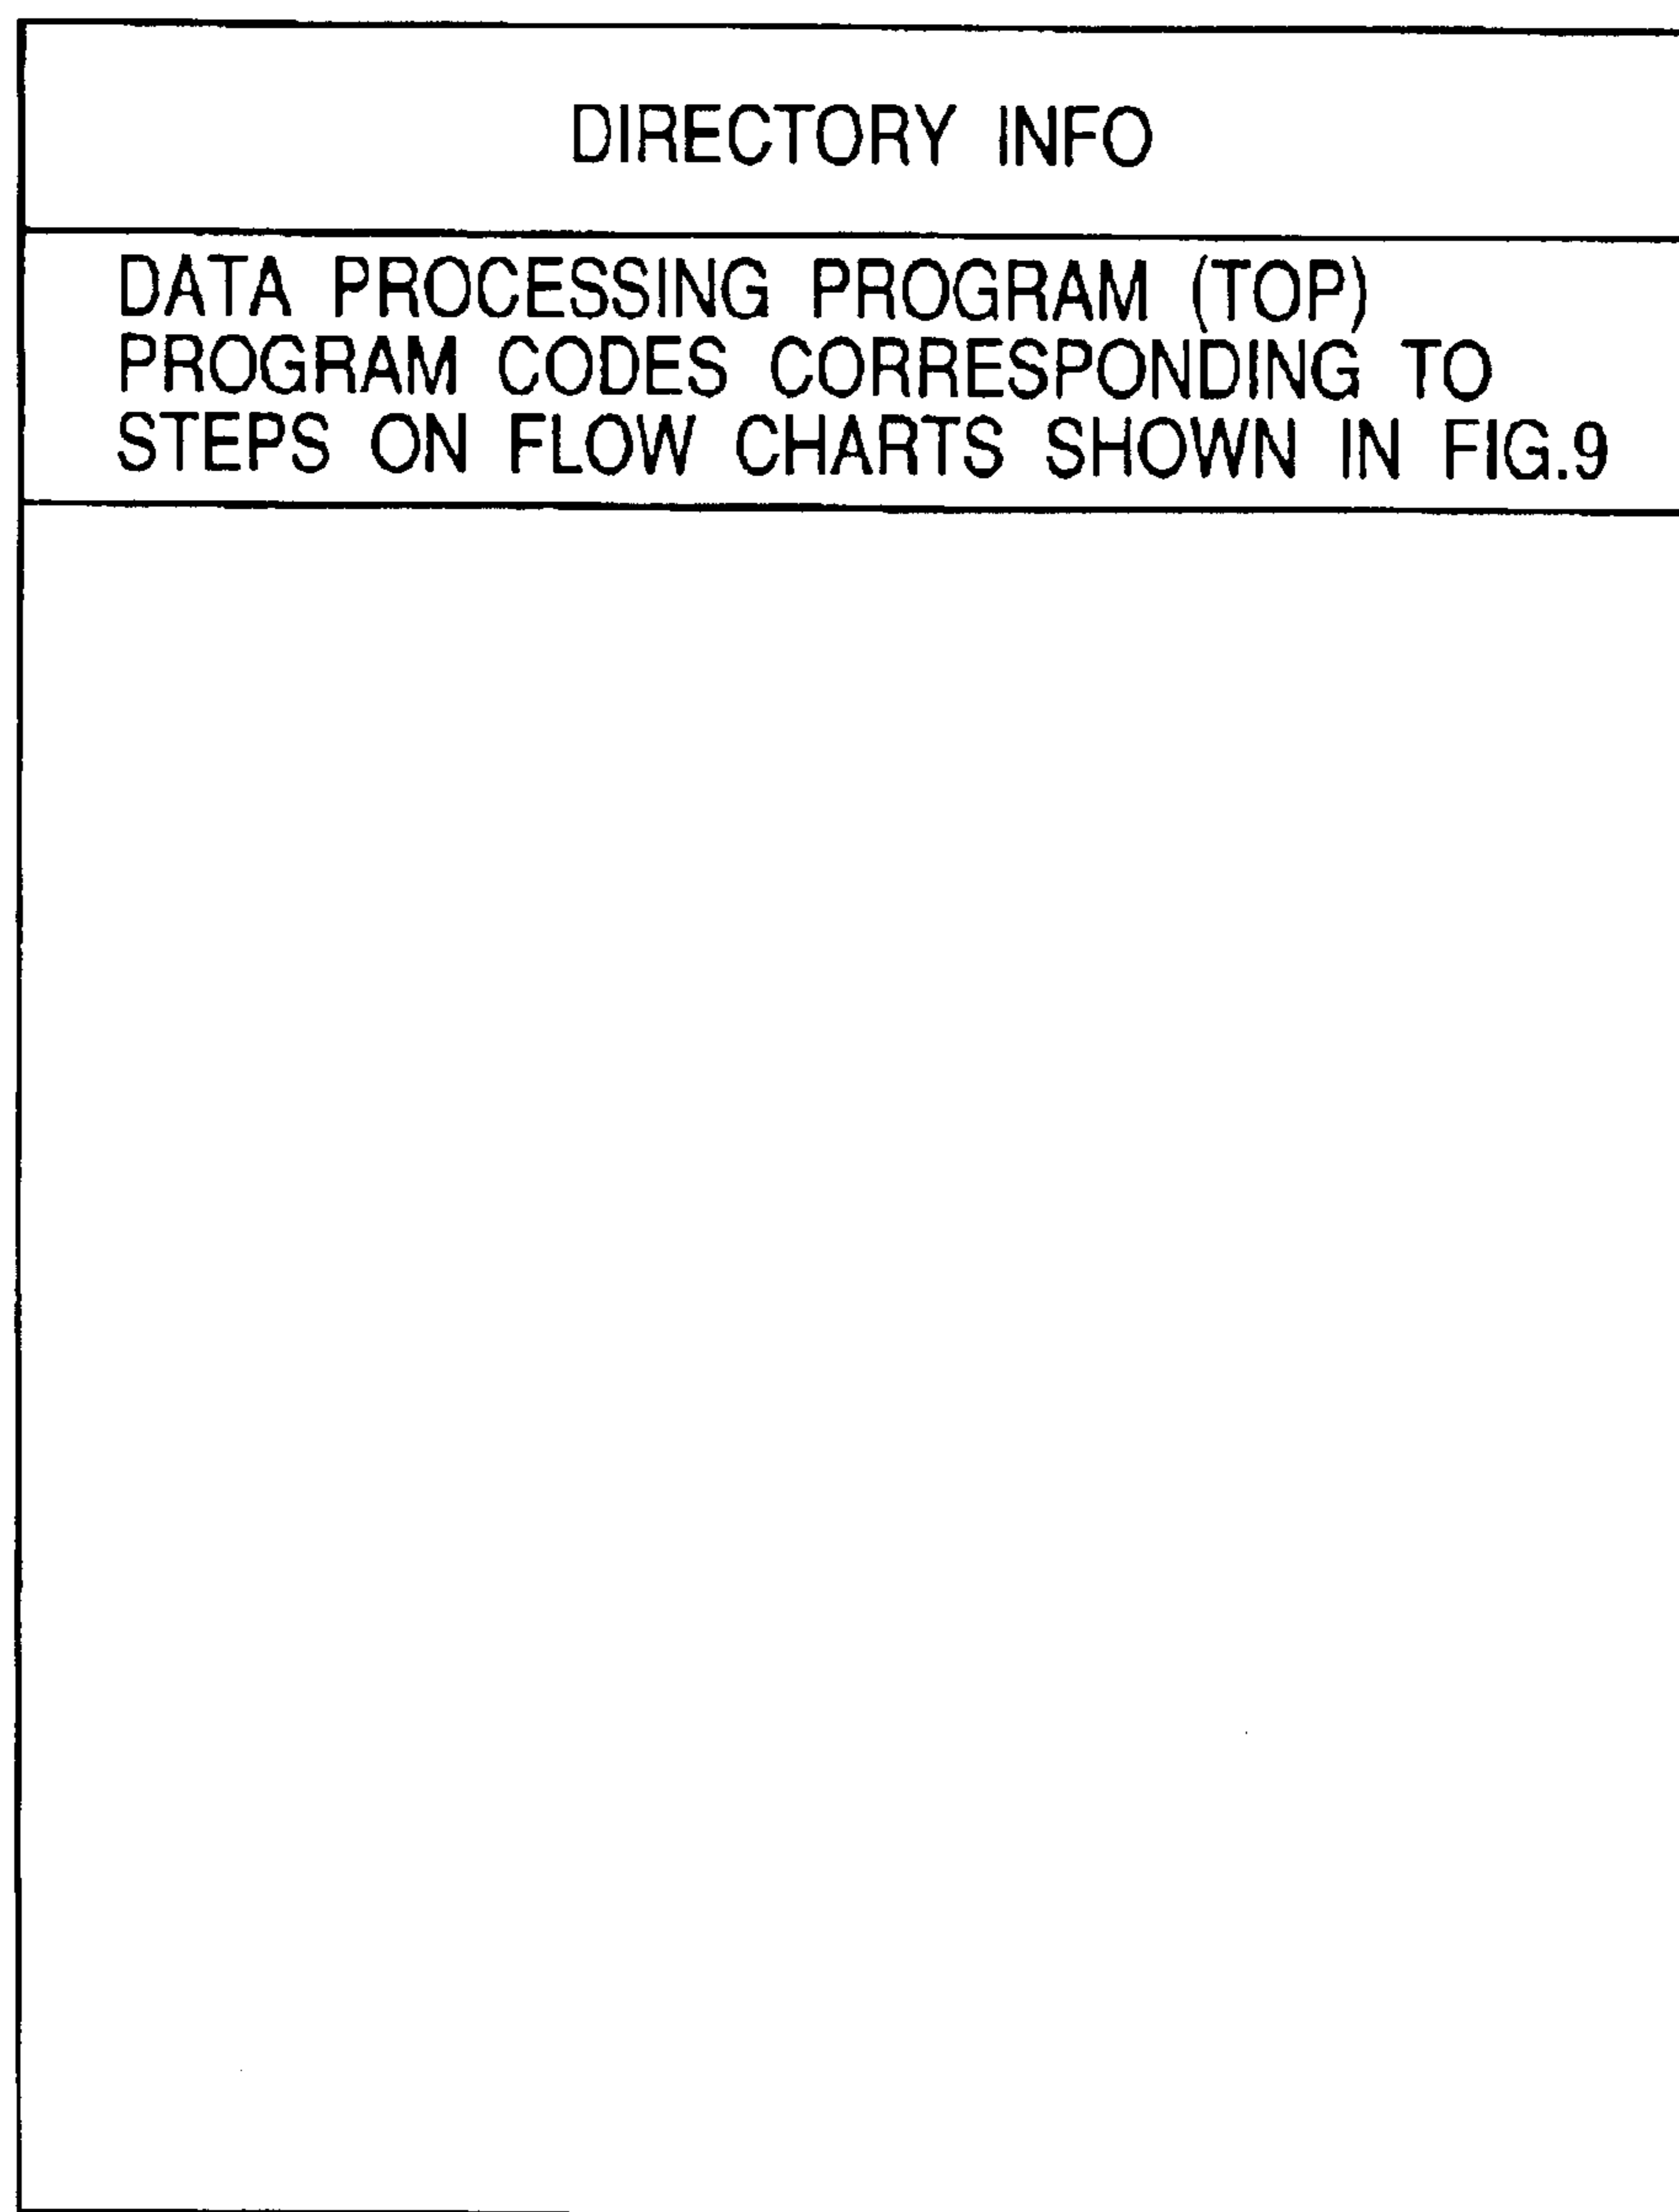 DIRECTORY INFO
DATA PROCESSING PROGRAM (TOP)
PROGRAM CODES CORRESPONDING TO
STEPS ON FLOW CHARTS SHOWN IN FIG.9